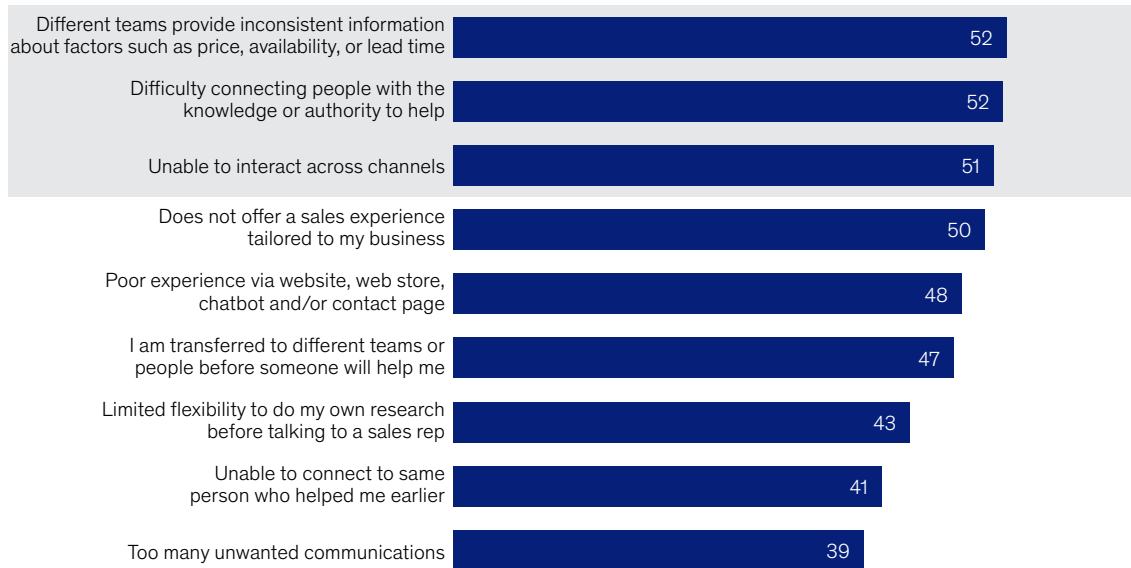 Different teams provide inconsistent information
about factors such as price, availability, or lead time
52
Difficulty connecting people with the
knowledge or authority to help
52
Unable to interact across channels
51
Does not offer a sales experience
tailored to my business
50
Poor experience via website, web store,
chatbot and/or contact page
48
I am transferred to different teams or
people before someone will help me
47
Limited flexibility to do my own research
before talking to a sales rep
43
Unable to connect to same
person who helped me earlier
41
Too many unwanted communications
39